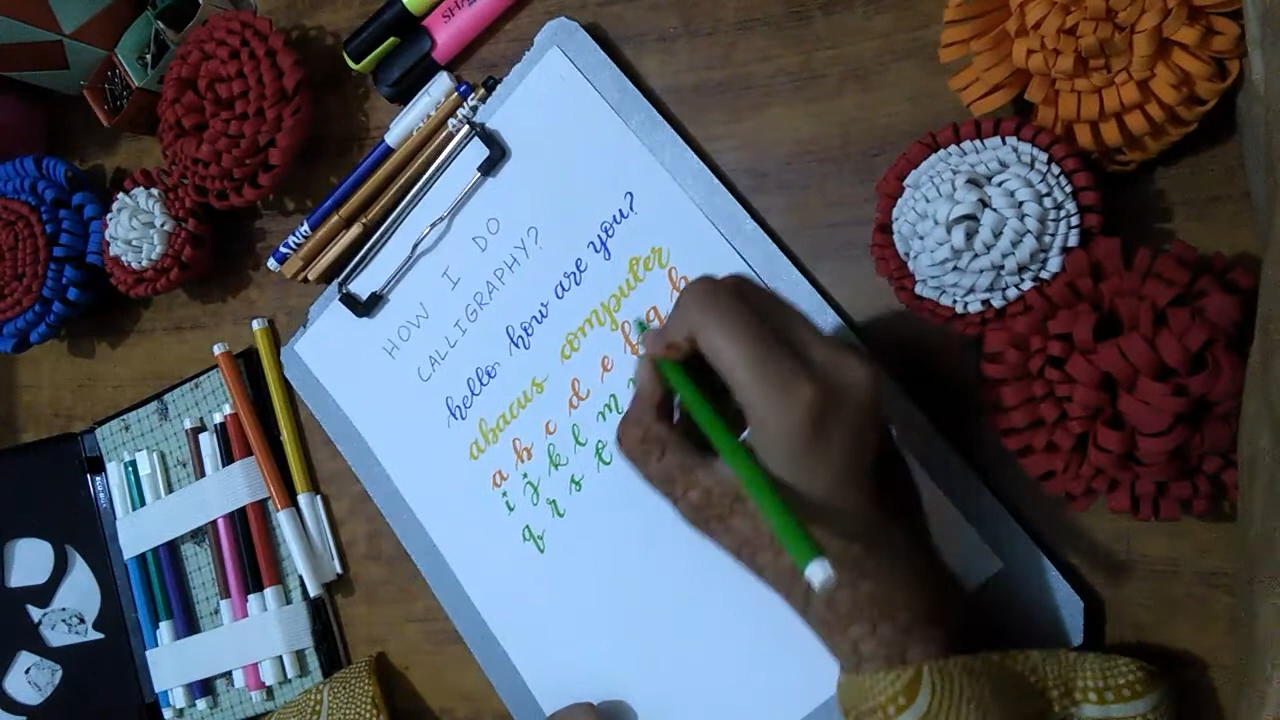 HOW I DO
CALLIGRAPHY?
hello how are you?
abacus computer
a b c d e f g h
i j k l m
q r s t